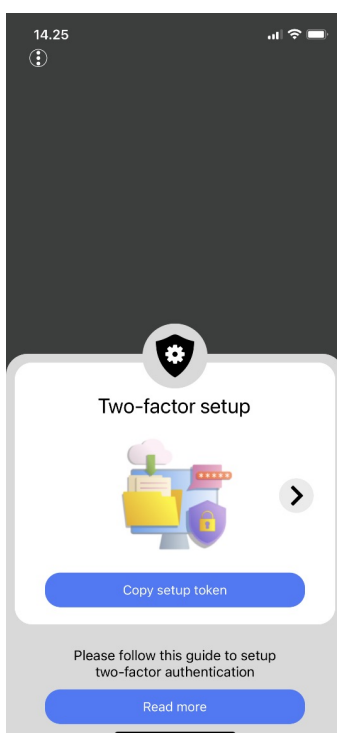 14.25
Two-factor setup
Copy setup token
Please follow this guide to setup
two-factor authentication
Read more